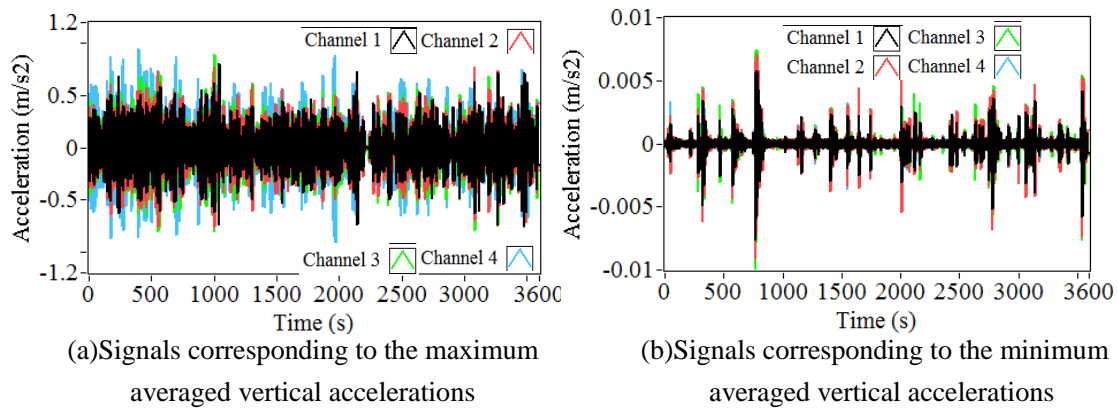 1.2
0.5
0
-0.5
-1.2
Acceleration (m/s2)
Channel 1
Channel 2
Channel 3
Channel 4
0
500
1000
1500
2000
2500
3000
3600
Time (s)
(a)Signals corresponding to the maximum
averaged vertical accelerations
0.01
0.005
0
-0.005
-0.01
Acceleration (m/s2)
Channel 1
Channel 3
Channel 2
Channel 4
0
500
1000
1500
2000
2500
3000
3600
Time (s)
(b)Signals corresponding to the minimum
averaged vertical accelerations